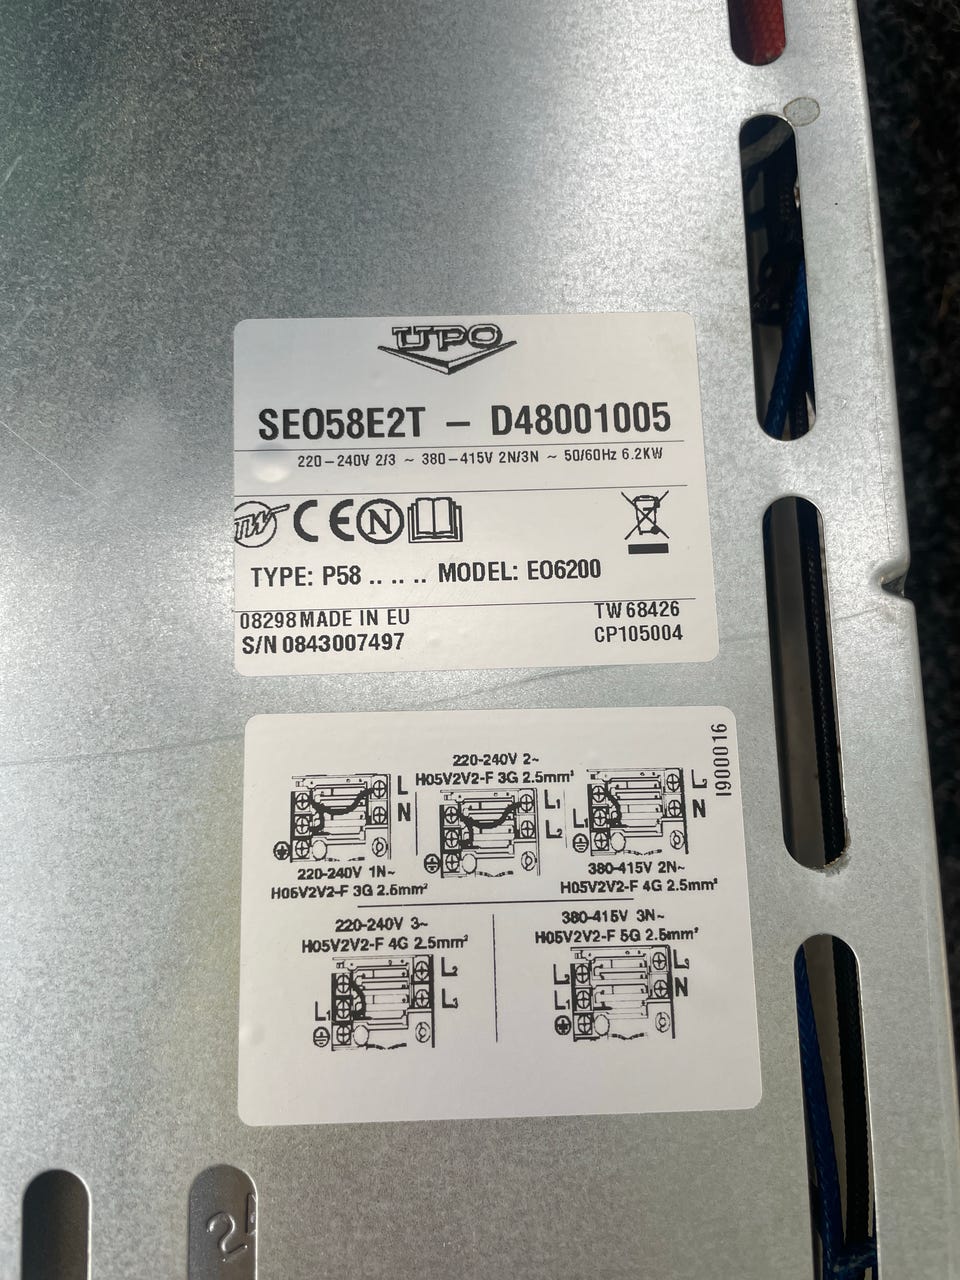 UPO
SEO58E2T – D48001005
220-240V 2/3 ~ 380-415V 2N/3N ~ 50/60Hz 6.2KW
TW CE N
TYPE: P58 .. .. .. MODEL: EO6200
08298 MADE IN EU TW 68426
S/N 0843007497 CP105004
I900016
220-240V 2~
H05V2V2-F 3G 2.5mm²
L
N
L₁
L₂
L₁
L₂
N
220-240V 1N~
H05V2V2-F 3G 2.5mm²
380-415V 2N~
H05V2V2-F 4G 2.5mm²
220-240V 3~
H05V2V2-F 4G 2.5mm²
380-415V 3N~
H05V2V2-F 5G 2.5mm²
L₁
L₂
L₂
L₁
N